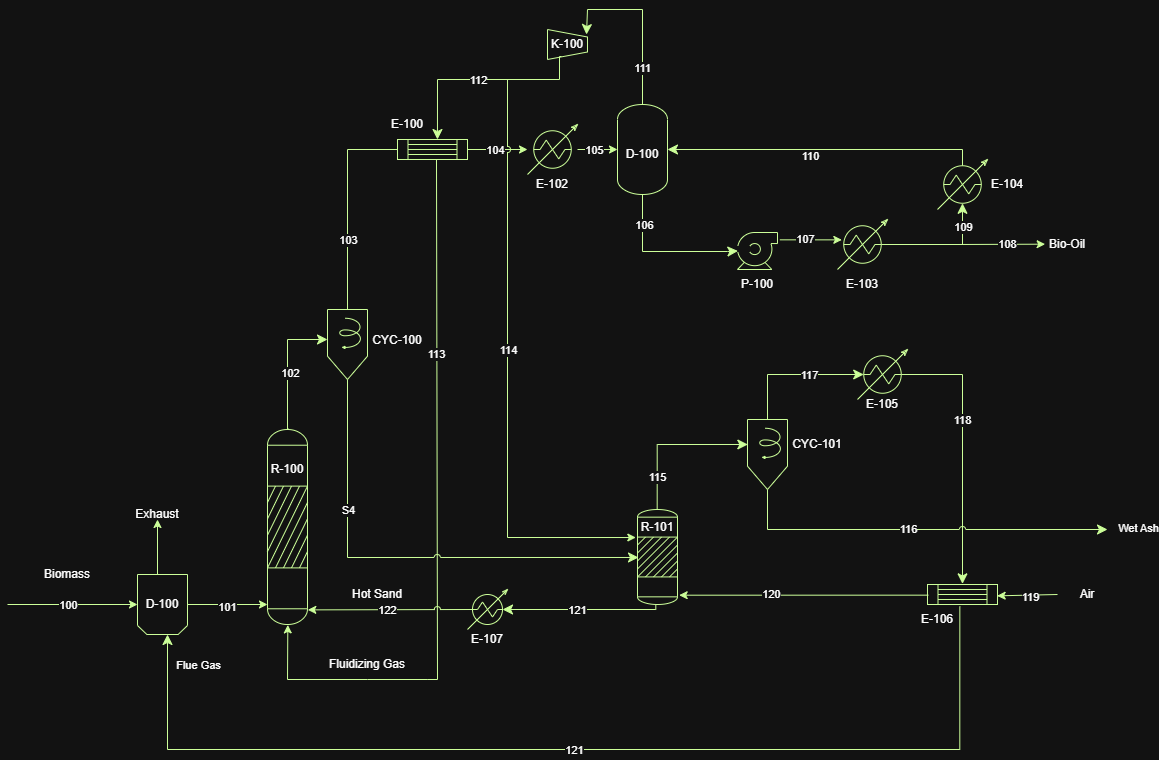 K-100
111
112
E-100
104
105
D-100
110
E-102
E-104
106
109
103
107
108
Bio-Oil
P-100
E-103
CYC-100
113
114
102
117
E-105
118
CYC-101
R-100
115
S4
Exhaust
R-101
116
Wet Ash
Biomass
Hot Sand
100
D-100
101
122
121
120
119
Air
E-107
E-106
Flue Gas
Fluidizing Gas
121